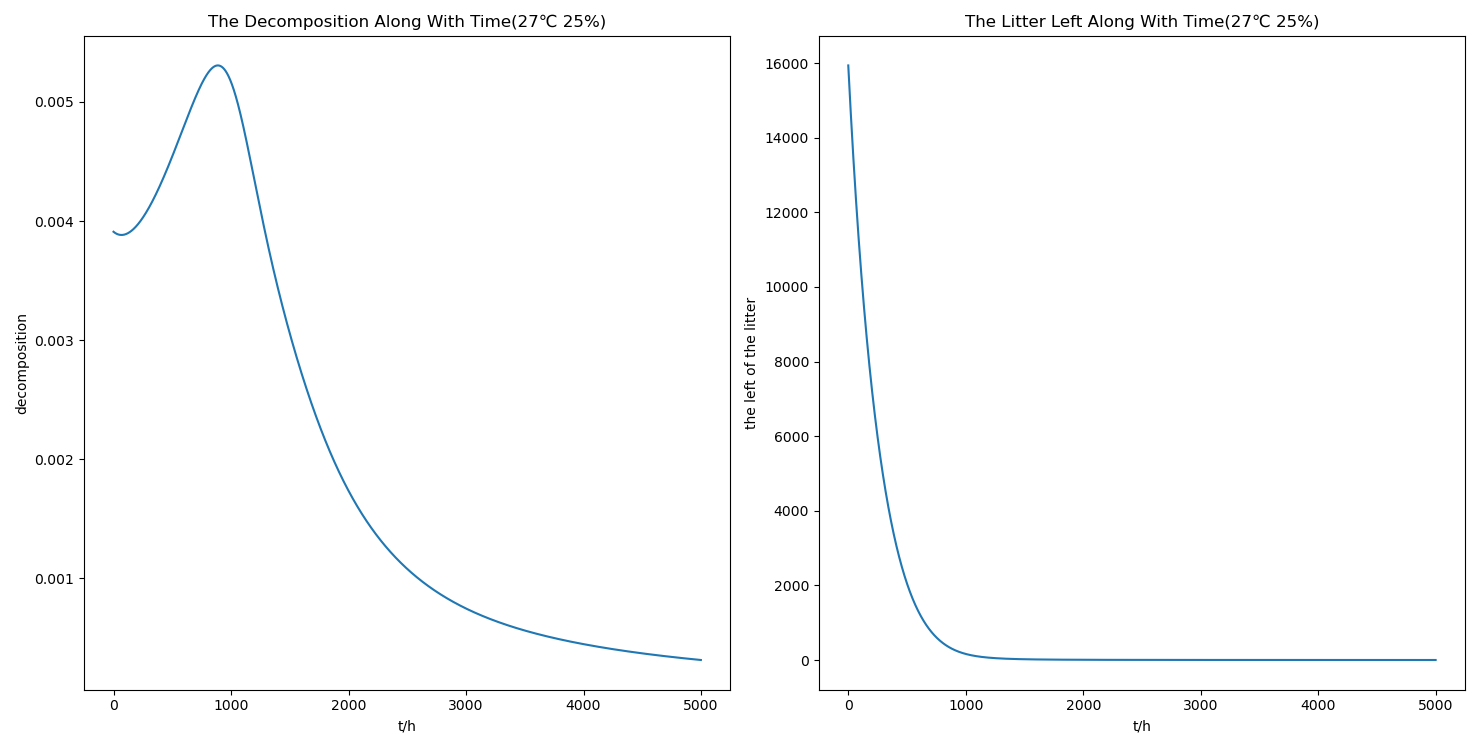 The Decomposition Along With Time(27℃ 25%)
decomposition
0.005
0.004
0.003
0.002
0.001
0 1000 2000 3000 4000 5000
t/h
The Litter Left Along With Time(27℃ 25%)
the left of the litter
16000
14000
12000
10000
8000
6000
4000
2000
0
0 1000 2000 3000 4000 5000
t/h